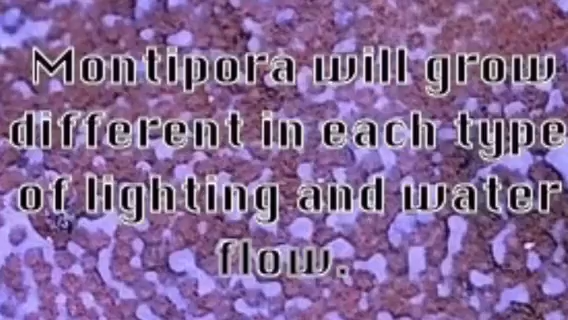 Montipora will grow
different in each type
of lighting and water
flow.